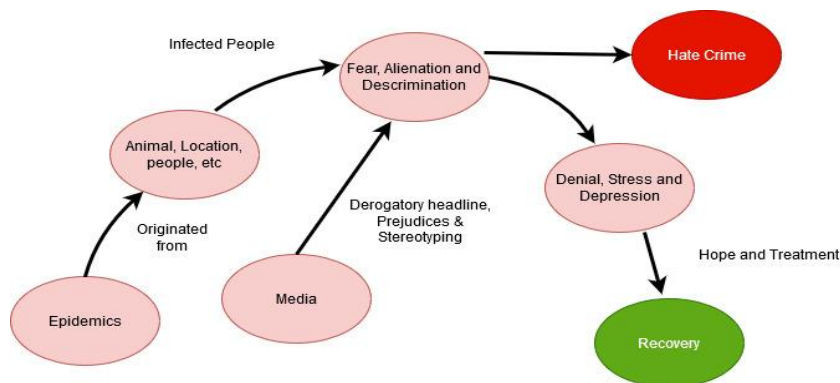 Infected People
Hate Crime
Fear, Alienation and
Descrimination
Animal, Location,
people, etc
Denial, Stress and
Depression
Derogatory headline,
Prejudices &
Stereotyping
Originated
from
Hope and Treatment
Media
Epidemics
Recovery